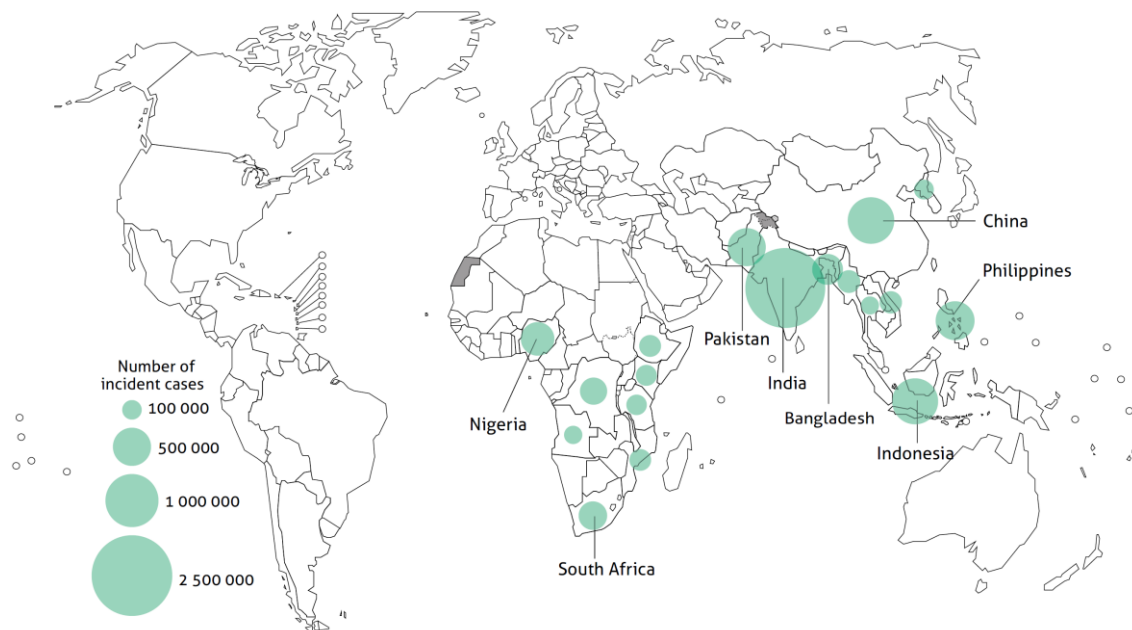 China
Philippines
Pakistan
India
Bangladesh
Indonesia
Nigeria
South Africa
Number of
incident cases
100 000
500 000
1 000 000
2 500 000